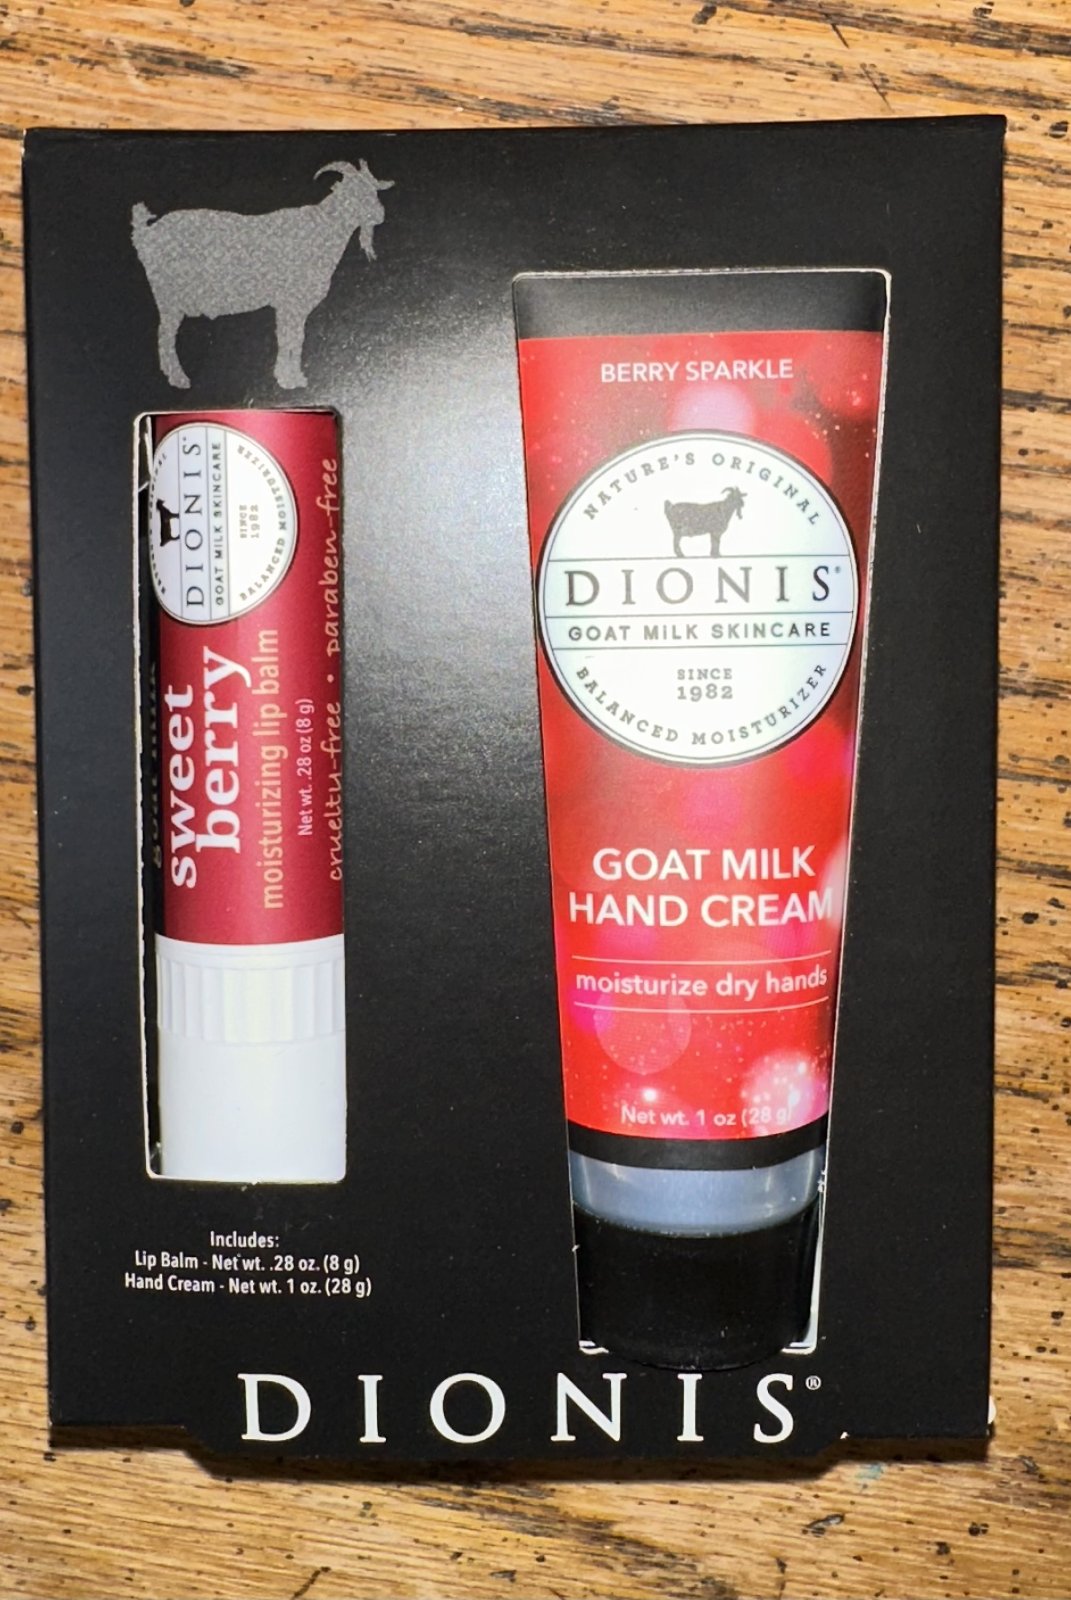 BERRY SPARKLE
NATURE'S ORIGINAL
DIONIS®
GOAT MILK SKINCARE
SINCE
1982
BALANCED MOISTURIZER
GOAT MILK
HAND CREAM
moisturize dry hands
Net wt. 1 oz (28 g)
DIONIS
GOAT MILK SKINCARE
SINCE
1982
BALANCED MOISTURIZER
sweet
berry
moisturizing lip balm
Net wt. .28 oz (8 g)
cruelty-free • paraben-free
Includes:
Lip Balm - Net wt. .28 oz. (8 g)
Hand Cream - Net wt. 1 oz. (28 g)
DIONIS®